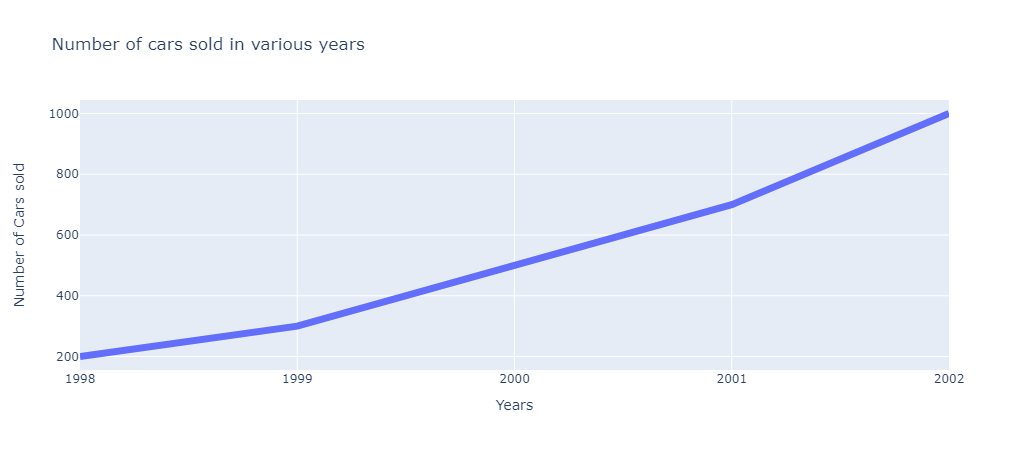 Number of cars sold in various years
Number of Cars sold
1000
800
600
400
200
1998 1999 2000 2001 2002
Years